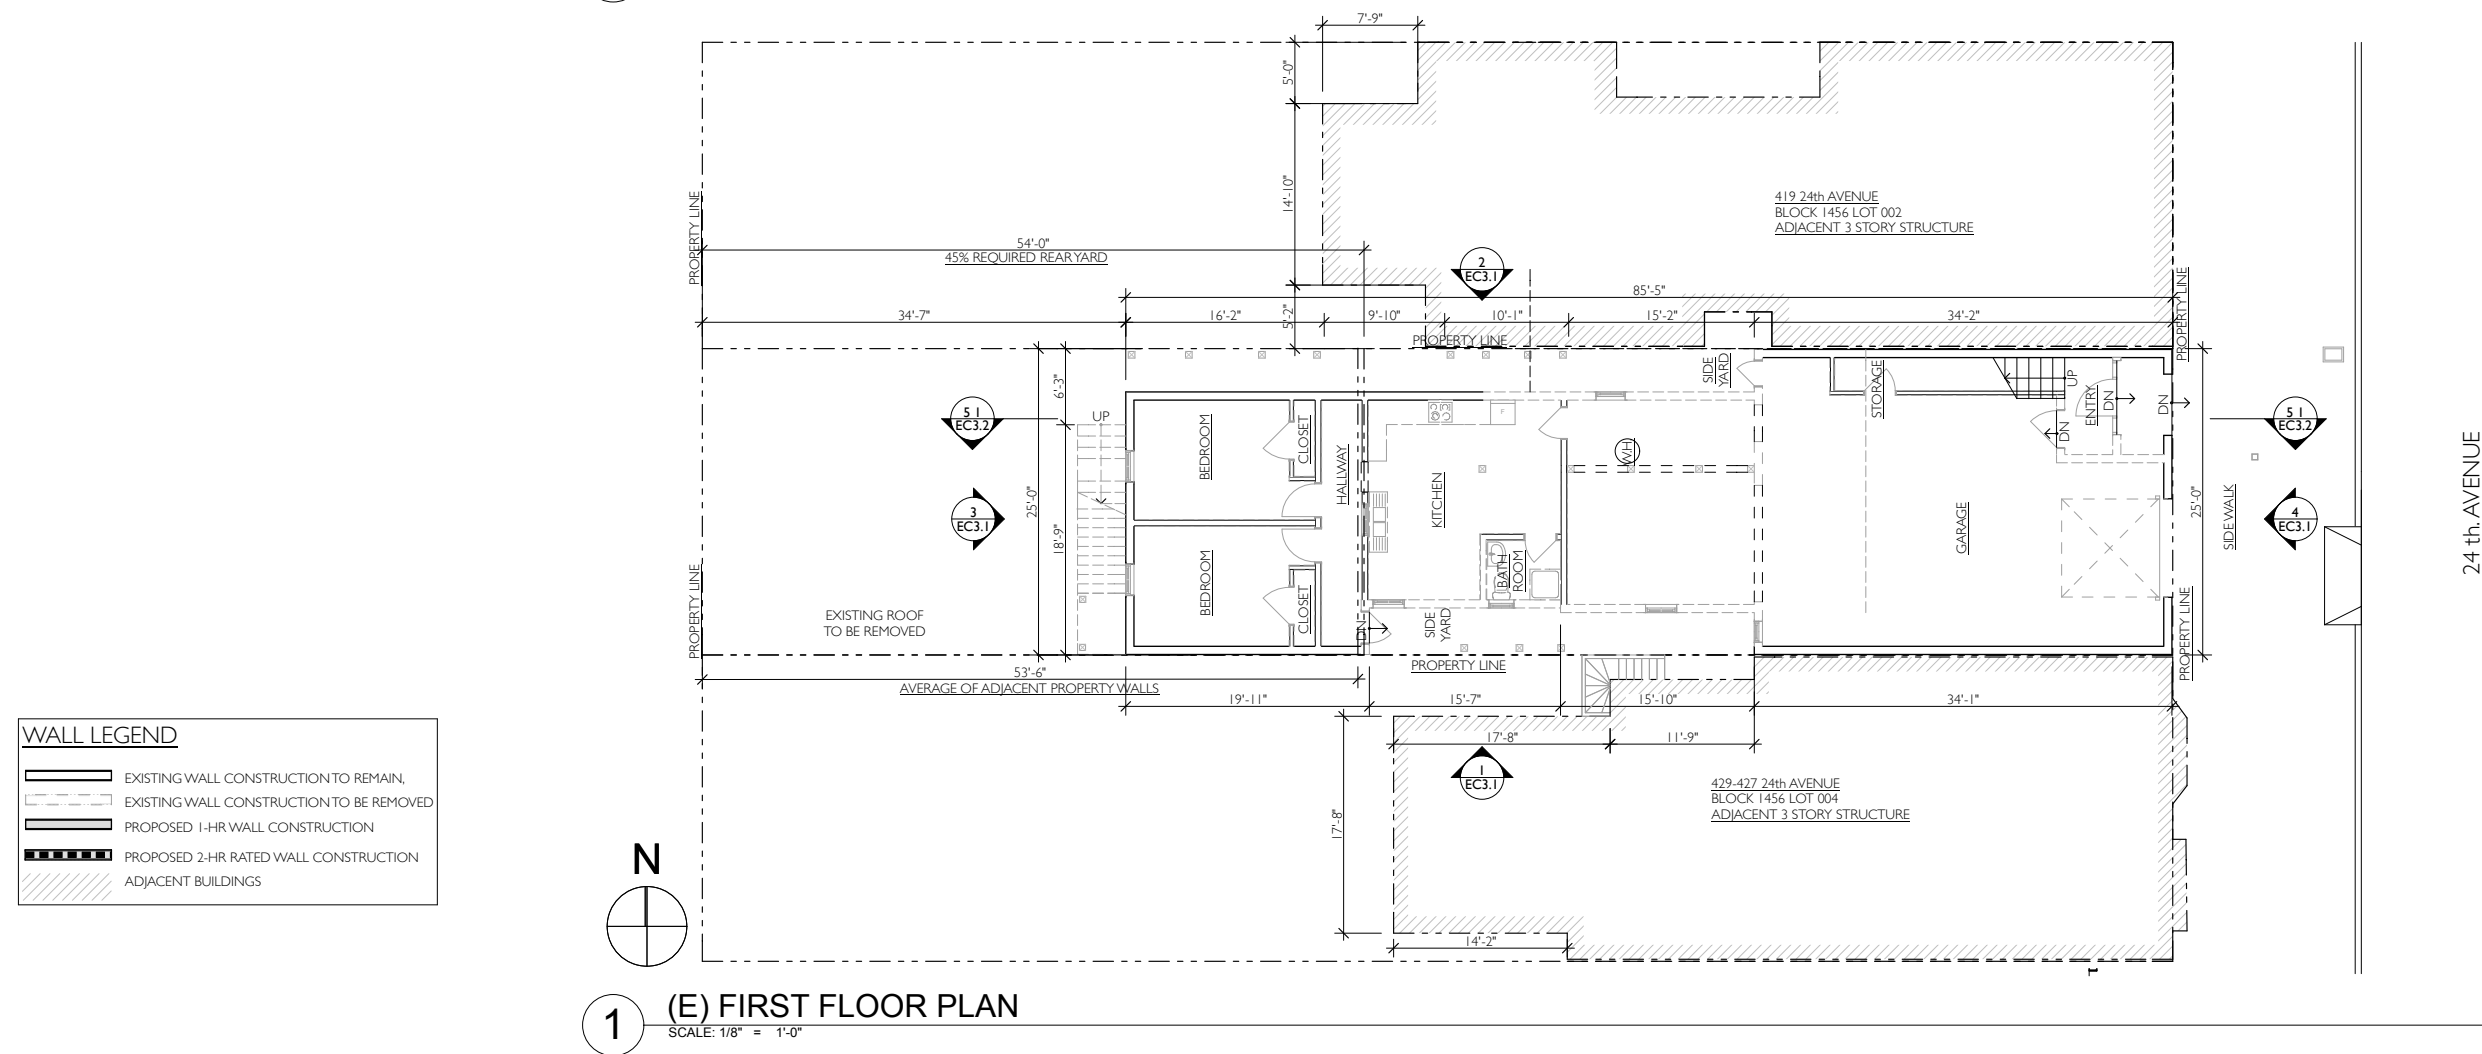 7'-9"
5'-0"
14'-10"
PROPERTY LINE
419 24th AVENUE
BLOCK 1456 LOT 002
ADJACENT 3 STORY STRUCTURE
54'-0"
45% REQUIRED REAR YARD
2
EC3.1
85'-5"
PROPERTY LINE
34'-7"
16'-2"
5'-2"
9'-10"
10'-1"
15'-2"
34'-2"
PROPERTY LINE
SIDE
YARD
6'-3"
UP
5 1
EC3.2
BEDROOM
CLOSET
HALLWAY
KITCHEN
F
WH
STORAGE
UP
ENTRY
DN
DN
DN
5 1
EC3.2
3
EC3.1
25'-0"
18'-9"
GARAGE
25'-0"
SIDE WALK
4
EC3.1
24 th. AVENUE
BEDROOM
CLOSET
BATH
ROOM
PROPERTY LINE
EXISTING ROOF
TO BE REMOVED
DN
SIDE
YARD
PROPERTY LINE
PROPERTY LINE
53'-6"
AVERAGE OF ADJACENT PROPERTY WALLS
19'-11"
15'-7"
15'-10"
34'-1"
17'-8"
11'-9"
1
EC3.1
17'-8"
429-427 24th AVENUE
BLOCK 1456 LOT 004
ADJACENT 3 STORY STRUCTURE
14'-2"
WALL LEGEND
EXISTING WALL CONSTRUCTION TO REMAIN,
EXISTING WALL CONSTRUCTION TO BE REMOVED
PROPOSED 1-HR WALL CONSTRUCTION
PROPOSED 2-HR RATED WALL CONSTRUCTION
ADJACENT BUILDINGS
N
1
(E) FIRST FLOOR PLAN
SCALE: 1/8" = 1'-0"